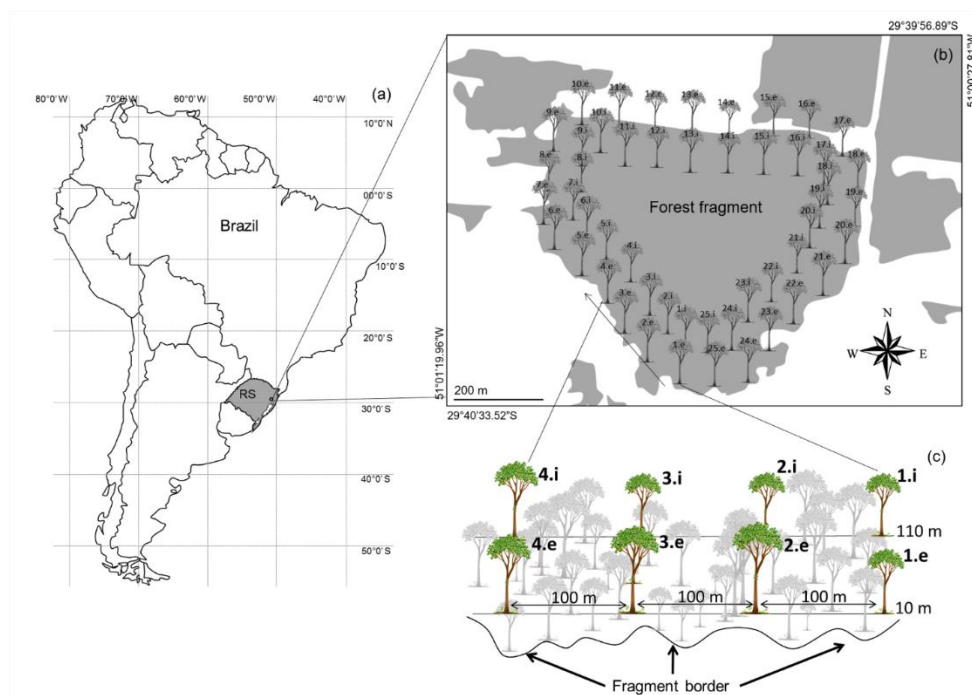 (a)
80°0'W 70°0'W 60°0'W 50°0'W 40°0'W
10°0'N
00°0'S
10°0'S
20°0'S
30°0'S
40°0'S
50°0'S
Brazil
RS
29°39'56.89"S
51°00'27.81"W
51°01'19.96"W
29°40'33.52"S
(b)
10.e 11.e 12.e 13.e 14.e 15.e 16.e 17.e
9.e 10.i 11.i 12.i 13.i 14.i 15.i 16.i 17.i
9.i
8.e 8.i 18.i 18.e
7.e 7.i 19.i 19.e
6.e 6.i 20.i 20.e
5.e 5.i 21.i 21.e
4.e 4.i 22.i 22.e
3.e 3.i 23.i 23.e
2.e 2.i 1.i 25.i 24.i
1.e 25.e 24.e
Forest fragment
N
W E
S
200 m
(c)
4.i 3.i 2.i 1.i
110 m
4.e 3.e 2.e 1.e
100 m 100 m 100 m
10 m
Fragment border